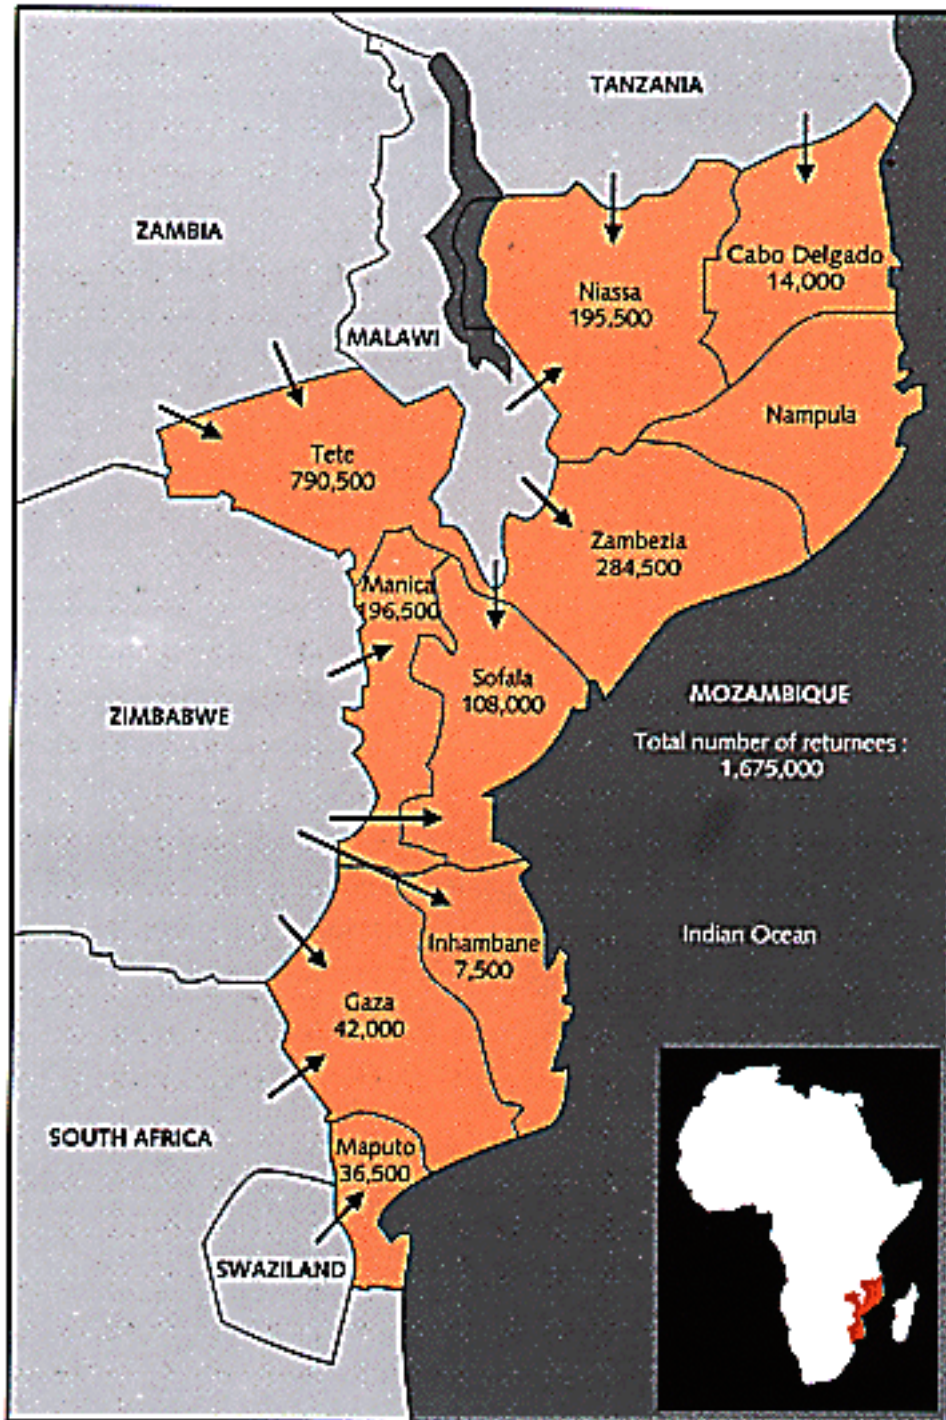 TANZANIA
ZAMBIA
Cabo Delgado
14,000
Niassa
195,500
MALAWI
Nampula
Tete
790,500
Zambezia
284,500
Manica
196,500
Sofala
108,000
MOZAMBIQUE
ZIMBABWE
Total number of returnees :
1,675,000
Indian Ocean
Inhambane
7,500
Gaza
42,000
SOUTH AFRICA
Maputo
36,500
SWAZILAND